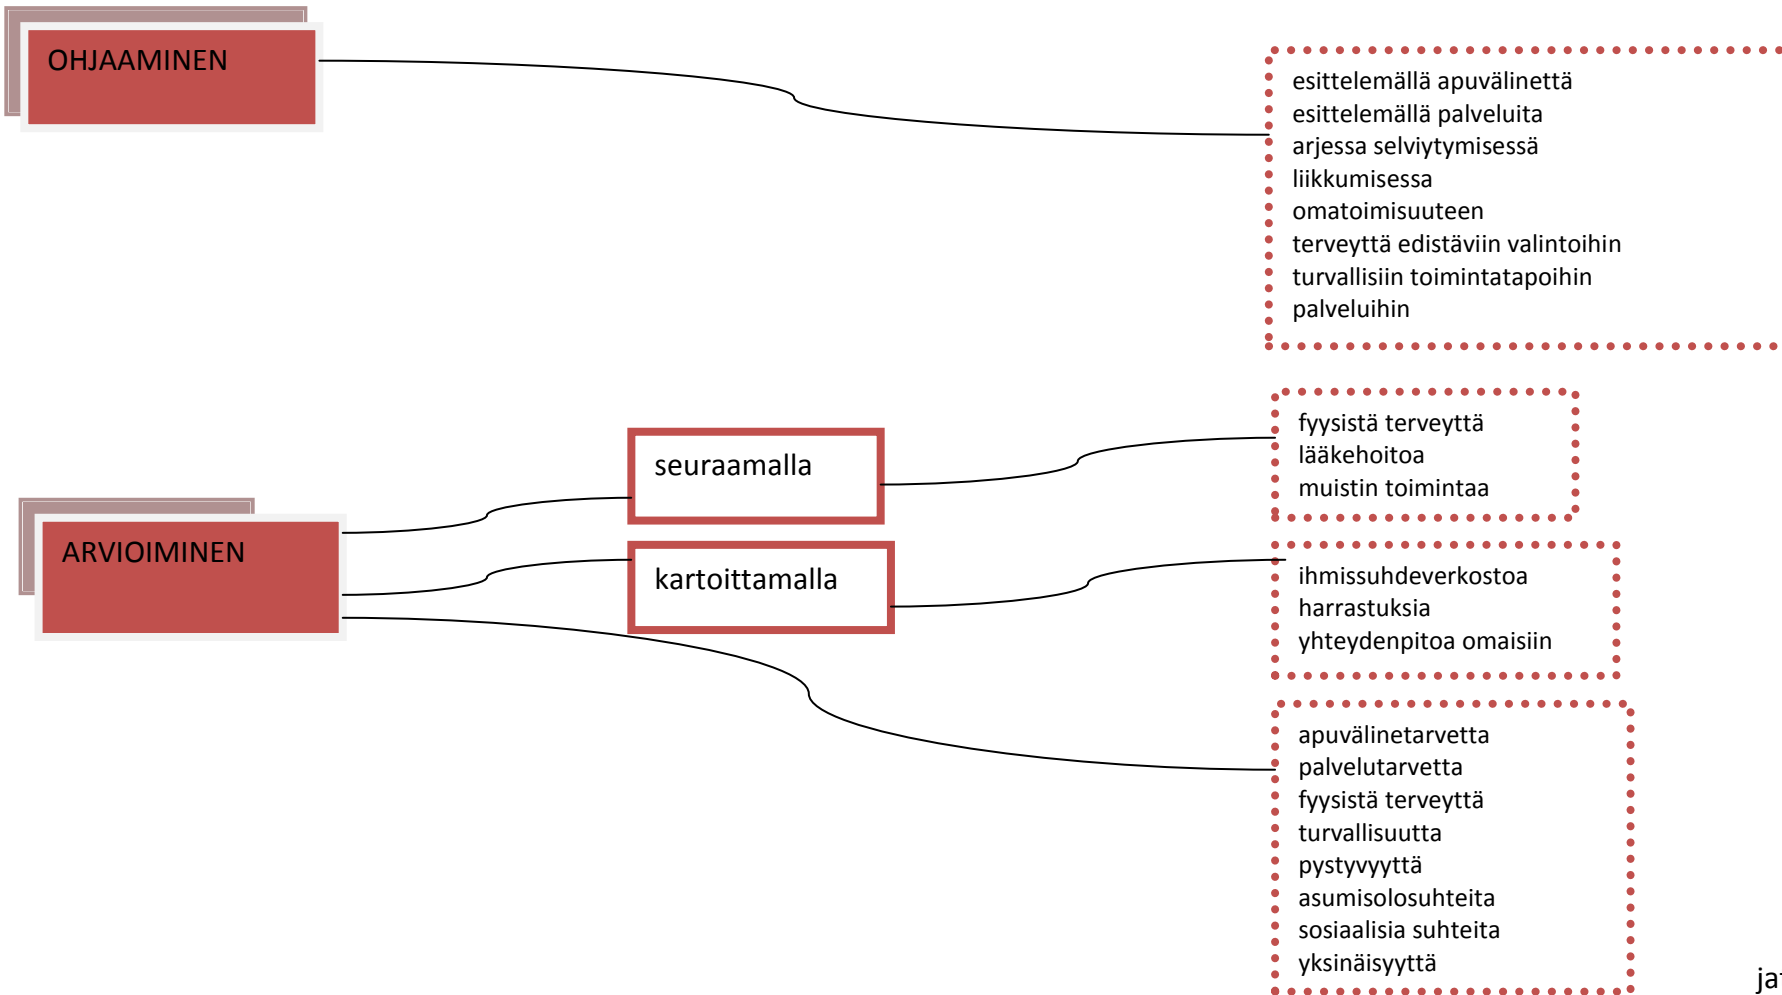 OHJAAMINEN
esittelemällä apuvälinettä
esittelemällä palveluita
arjessa selviytymisessä
liikkumisessa
omatoimisuuteen
terveyttä edistäviin valintoihin
turvallisiin toimintatapoihin
palveluihin
ARVIOIMINEN
seuraamalla
fyysistä terveyttä
lääkehoitoa
muistin toimintaa
kartoittamalla
ihmissuhdeverkostoa
harrastuksia
yhteydenpitoa omaisiin
apuvälinetarvetta
palvelutarvetta
fyysistä terveyttä
turvallisuutta
pystyvyyttä
asumisolosuhteita
sosiaalisia suhteita
yksinäisyyttä